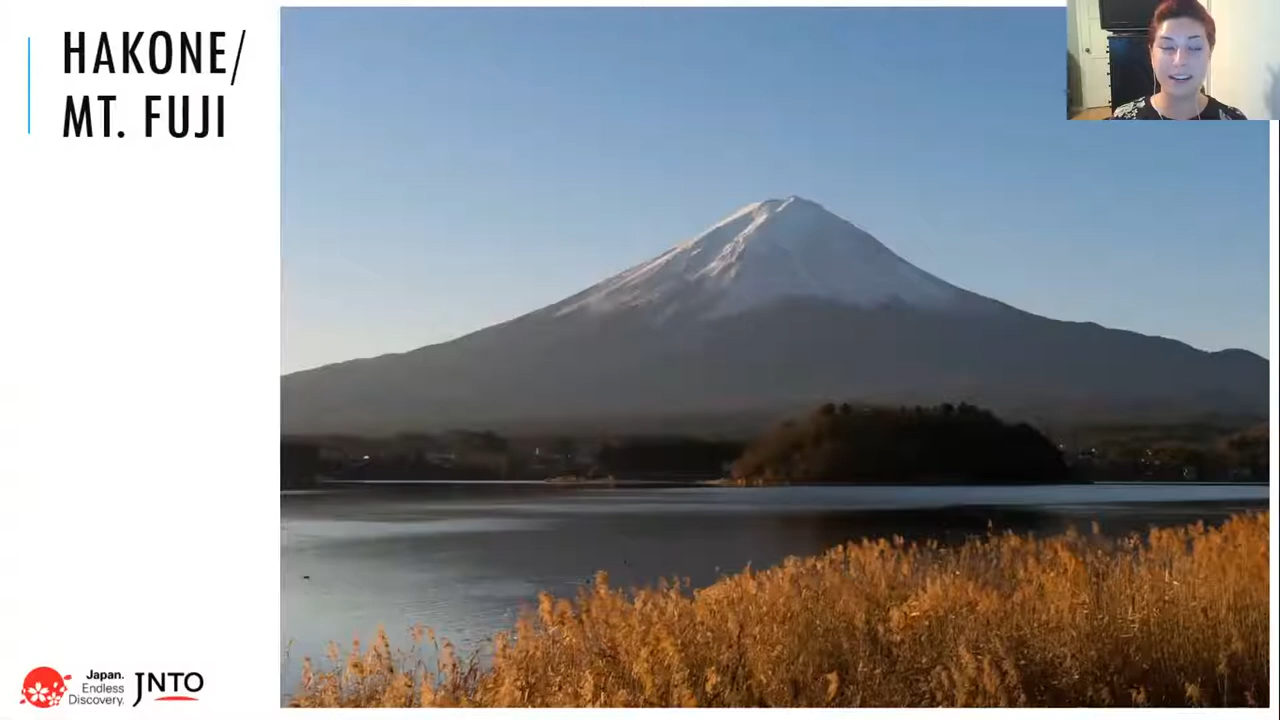 HAKONE/
MT. FUJI
Japan.
Endless
Discovery.
JNTO